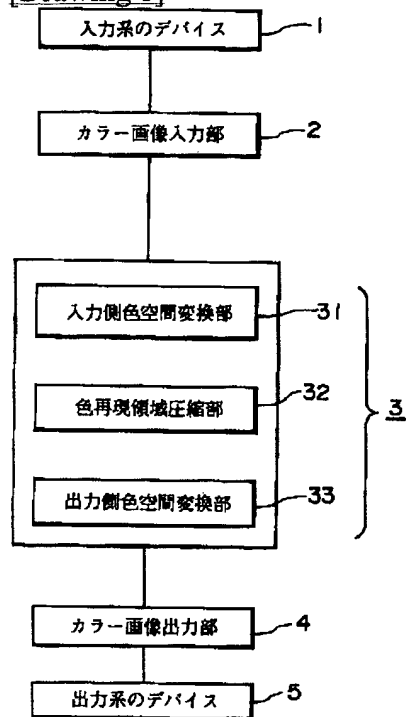 入力系のデバイス 1
カラー画像入力部 2
入力側色空間変換部 31
色再現領域圧縮部 32
3
出力側色空間変換部 33
カラー画像出力部 4
出力系のデバイス 5